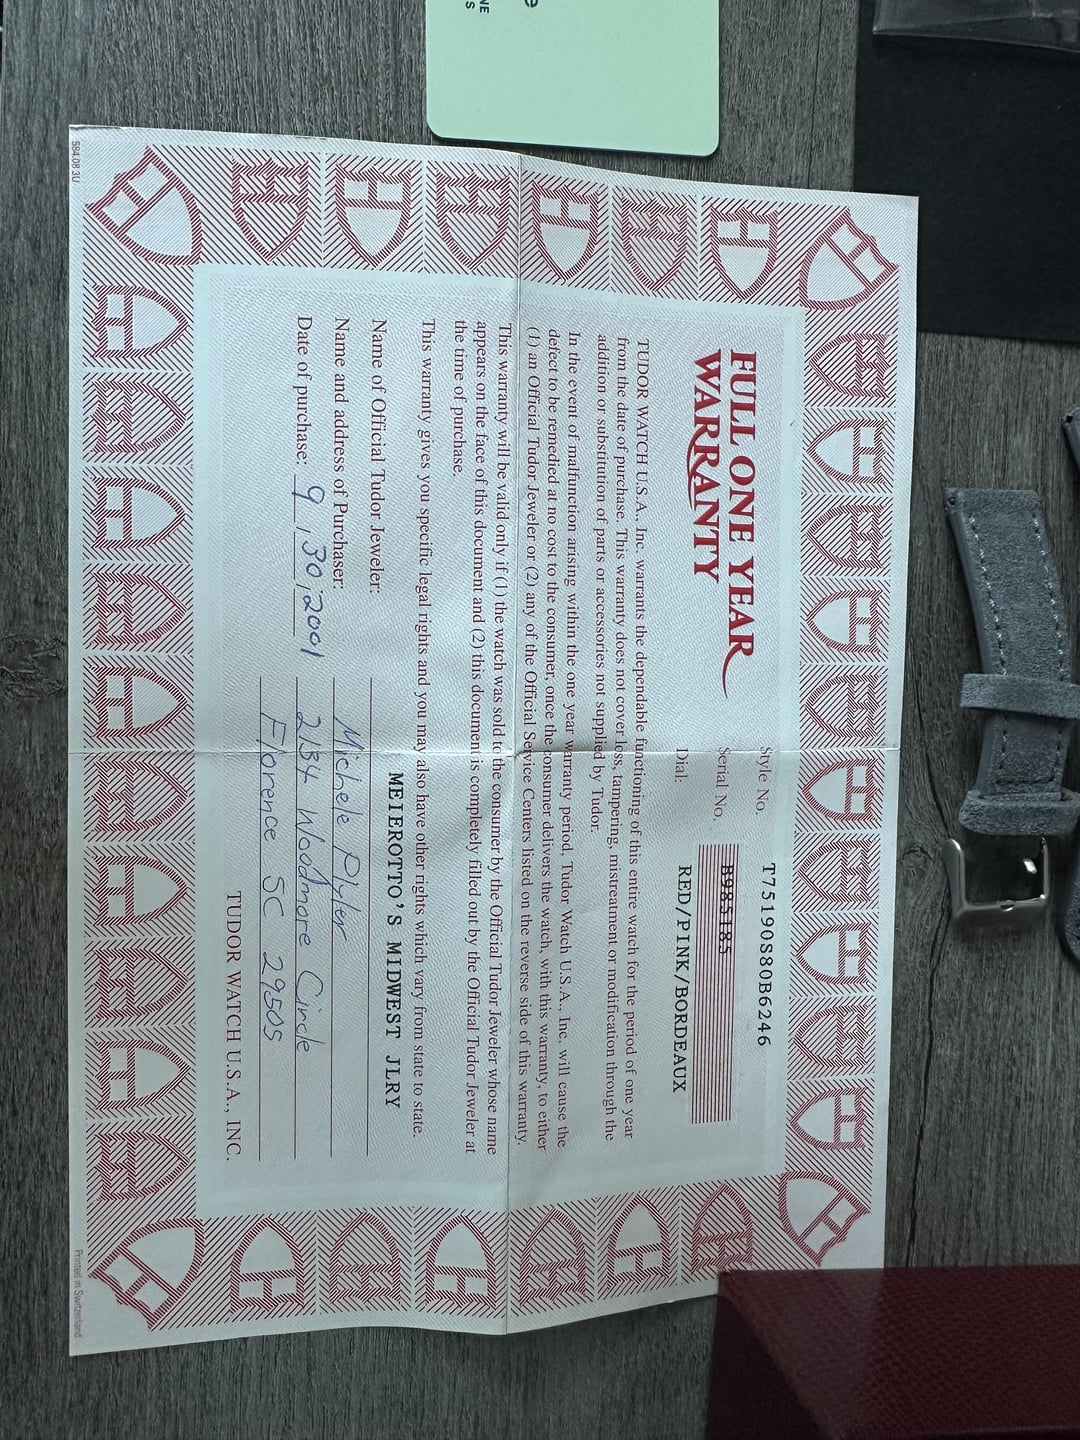 FULL ONE YEAR
WARRANTY
Style No. T75190S80B6246
Serial No. B985185
Dial: RED/PINK/BORDEAUX
TUDOR WATCH U.S.A., Inc. warrants the dependable functioning of this entire watch for the period of one year
from the date of purchase. This warranty does not cover loss, tampering, mistreatment or modification through the
addition or substitution of parts or accessories not supplied by Tudor.
In the event of malfunction arising within the one year warranty period, Tudor Watch U.S.A., Inc. will cause the
defect to be remedied at no cost to the consumer, once the consumer delivers the watch, with this warranty, to either
(1) an Official Tudor Jeweler or (2) any of the Official Service Centers listed on the reverse side of this warranty.
This warranty will be valid only if (1) the watch was sold to the consumer by the Official Tudor Jeweler whose name
appears on the face of this document and (2) this document is completely filled out by the Official Tudor Jeweler at
the time of purchase.
This warranty gives you specific legal rights and you may also have other rights which vary from state to state.
MEIEROTTO'S MIDWEST JLRY
Name of Official Tudor Jeweler:
Name and address of Purchaser: Michele Plyler
Date of purchase: 9 , 30 , 2001 2134 Woodmore Circle
Florence SC 29505
TUDOR WATCH U.S.A., INC.
584.08 3U
Printed in Switzerland
e
NE
S